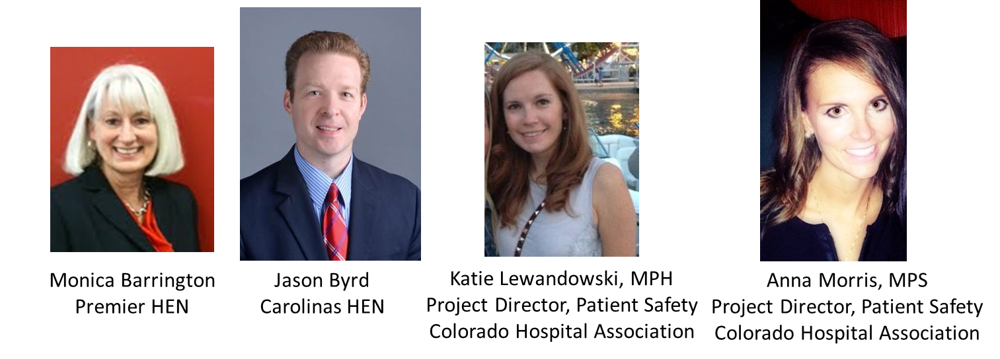 Monica Barrington
Premier HEN
Jason Byrd
Carolinas HEN
Katie Lewandowski, MPH
Project Director, Patient Safety
Colorado Hospital Association
Anna Morris, MPS
Project Director, Patient Safety
Colorado Hospital Association